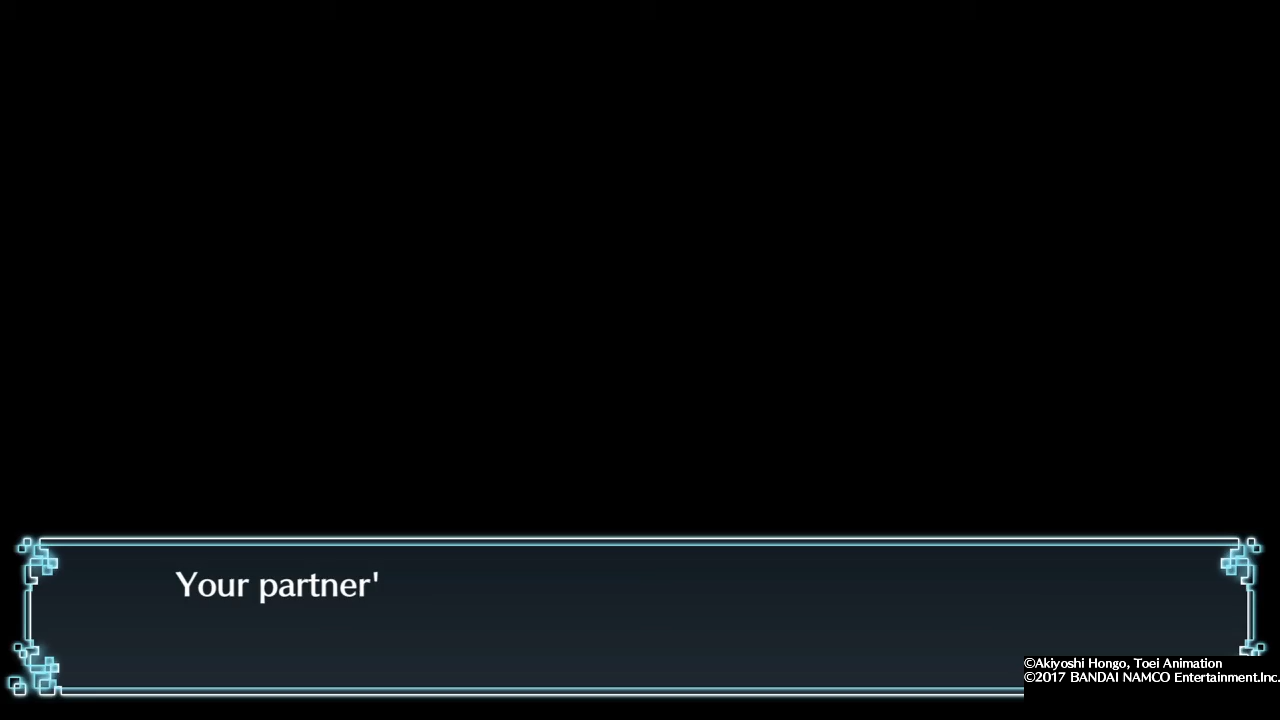 Your partner'
©Akiyoshi Hongo, Toei Animation
©2017 BANDAI NAMCO Entertainment.Inc.